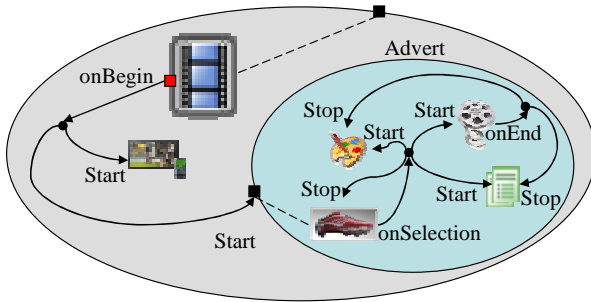 Advert
onBegin
Stop
Start
Start
onEnd
Start
Stop
Start
Stop
Start
onSelection